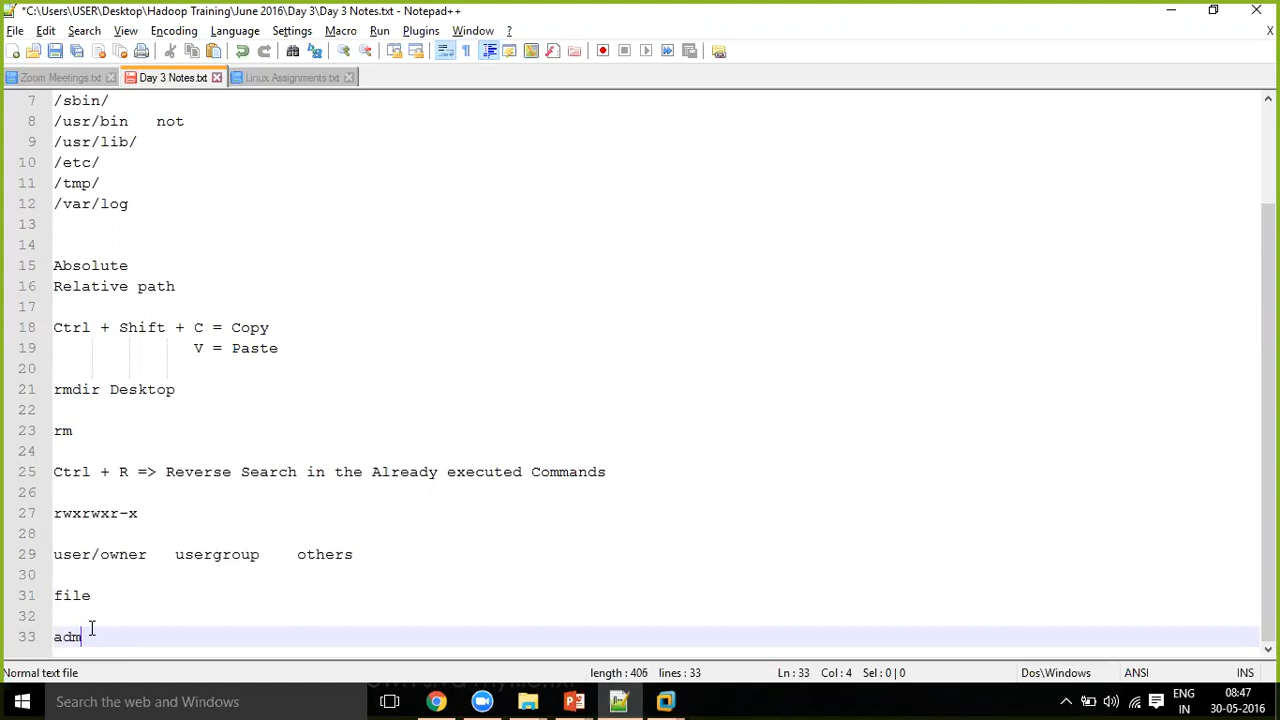 *C:\Users\USER\Desktop\Hadoop Training\June 2016\Day 3\Day 3 Notes.txt - Notepad++
File Edit Search View Encoding Language Settings Macro Run Plugins Window ? X
Zoom Meetings.txt Day 3 Notes.txt Linux Assignments.txt
7 /sbin/
8 /usr/bin not
9 /usr/lib/
10 /etc/
11 /tmp/
12 /var/log
13
14
15 Absolute
16 Relative path
17
18 Ctrl + Shift + C = Copy
19 V = Paste
20
21 rmdir Desktop
22
23 rm
24
25 Ctrl + R => Reverse Search in the Already executed Commands
26
27 rwxrwxr-x
28
29 user/owner usergroup others
30
31 file
32
33 adm
Normal text file length : 406 lines : 33 Ln : 33 Col : 4 Sel : 0 | 0 Dos\Windows ANSI INS
Search the web and Windows
ENG 08:47
IN 30-05-2016